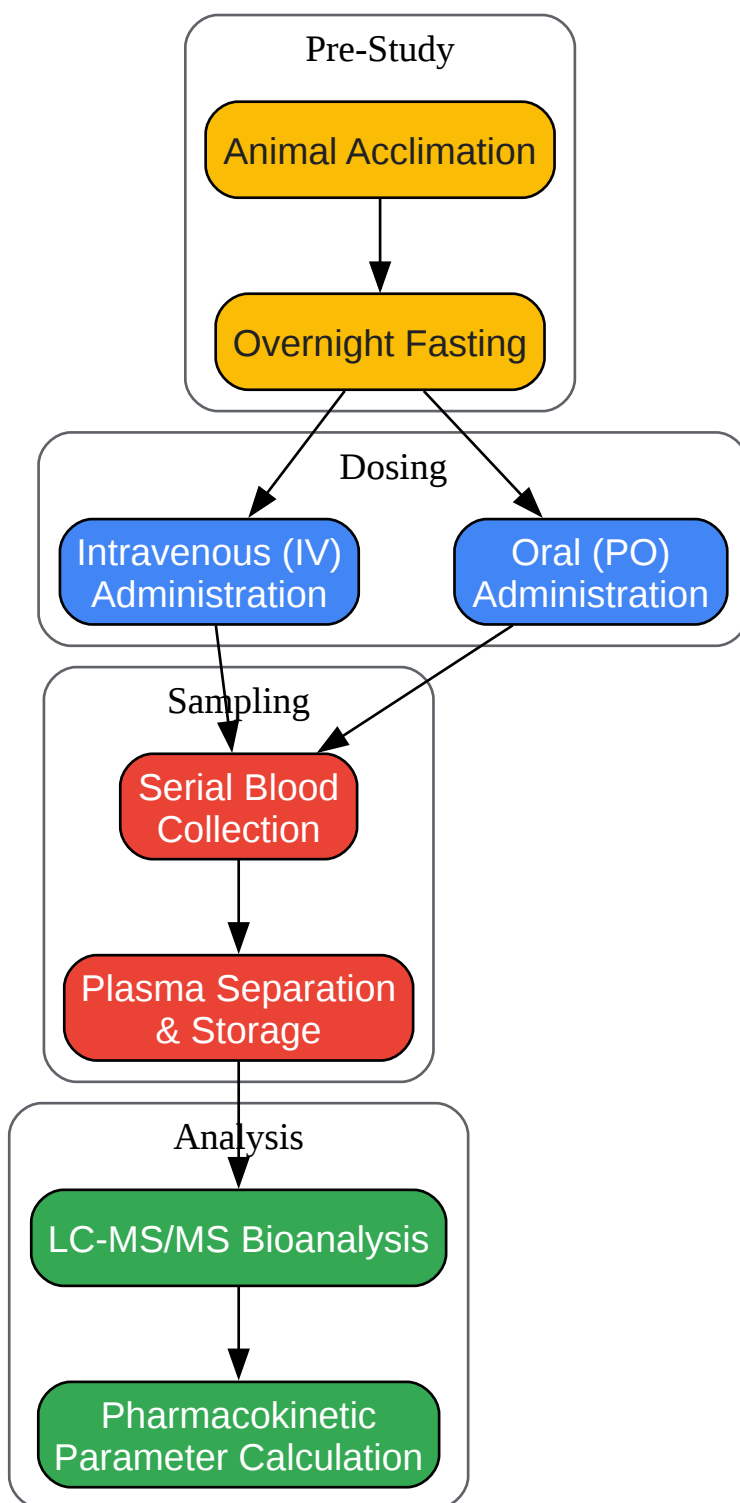 Pre-Study
Animal Acclimation
Overnight Fasting
Dosing
Intravenous (IV)
Administration
Oral (PO)
Administration
Sampling
Serial Blood
Collection
Plasma Separation
& Storage
Analysis
LC-MS/MS Bioanalysis
Pharmacokinetic
Parameter Calculation